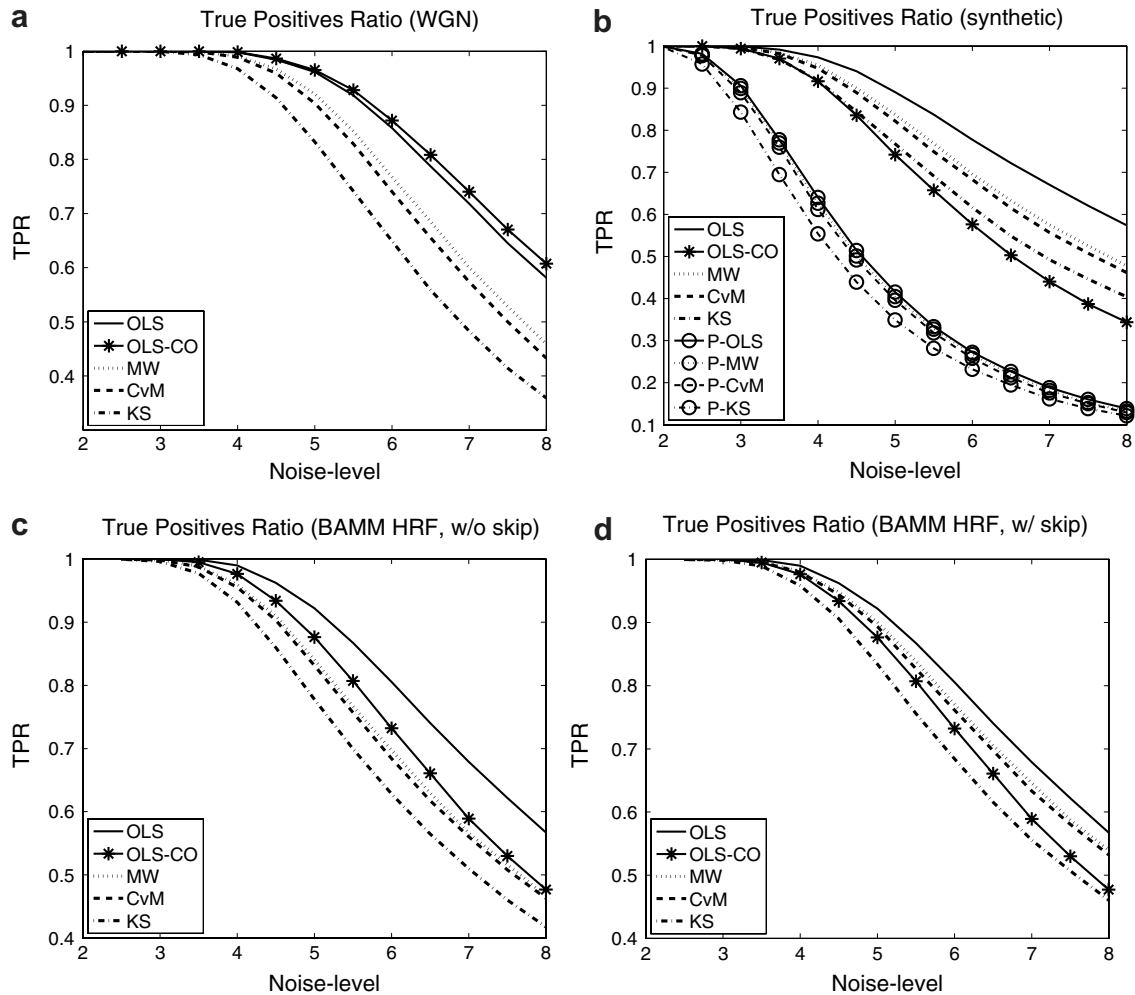 a
True Positives Ratio (WGN)
1
0.9
0.8
0.7
0.6
0.5
0.4
TPR
OLS
OLS-CO
MW
CvM
KS
2 3 4 5 6 7 8
Noise-level
b
True Positives Ratio (synthetic)
1
0.9
0.8
0.7
0.6
0.5
0.4
0.3
0.2
0.1
TPR
OLS
OLS-CO
MW
CvM
KS
P-OLS
P-MW
P-CvM
P-KS
2 3 4 5 6 7 8
Noise-level
c
True Positives Ratio (BAMM HRF, w/o skip)
1
0.9
0.8
0.7
0.6
0.5
0.4
TPR
OLS
OLS-CO
MW
CvM
KS
2 3 4 5 6 7 8
Noise-level
d
True Positives Ratio (BAMM HRF, w/ skip)
1
0.9
0.8
0.7
0.6
0.5
0.4
TPR
OLS
OLS-CO
MW
CvM
KS
2 3 4 5 6 7 8
Noise-level